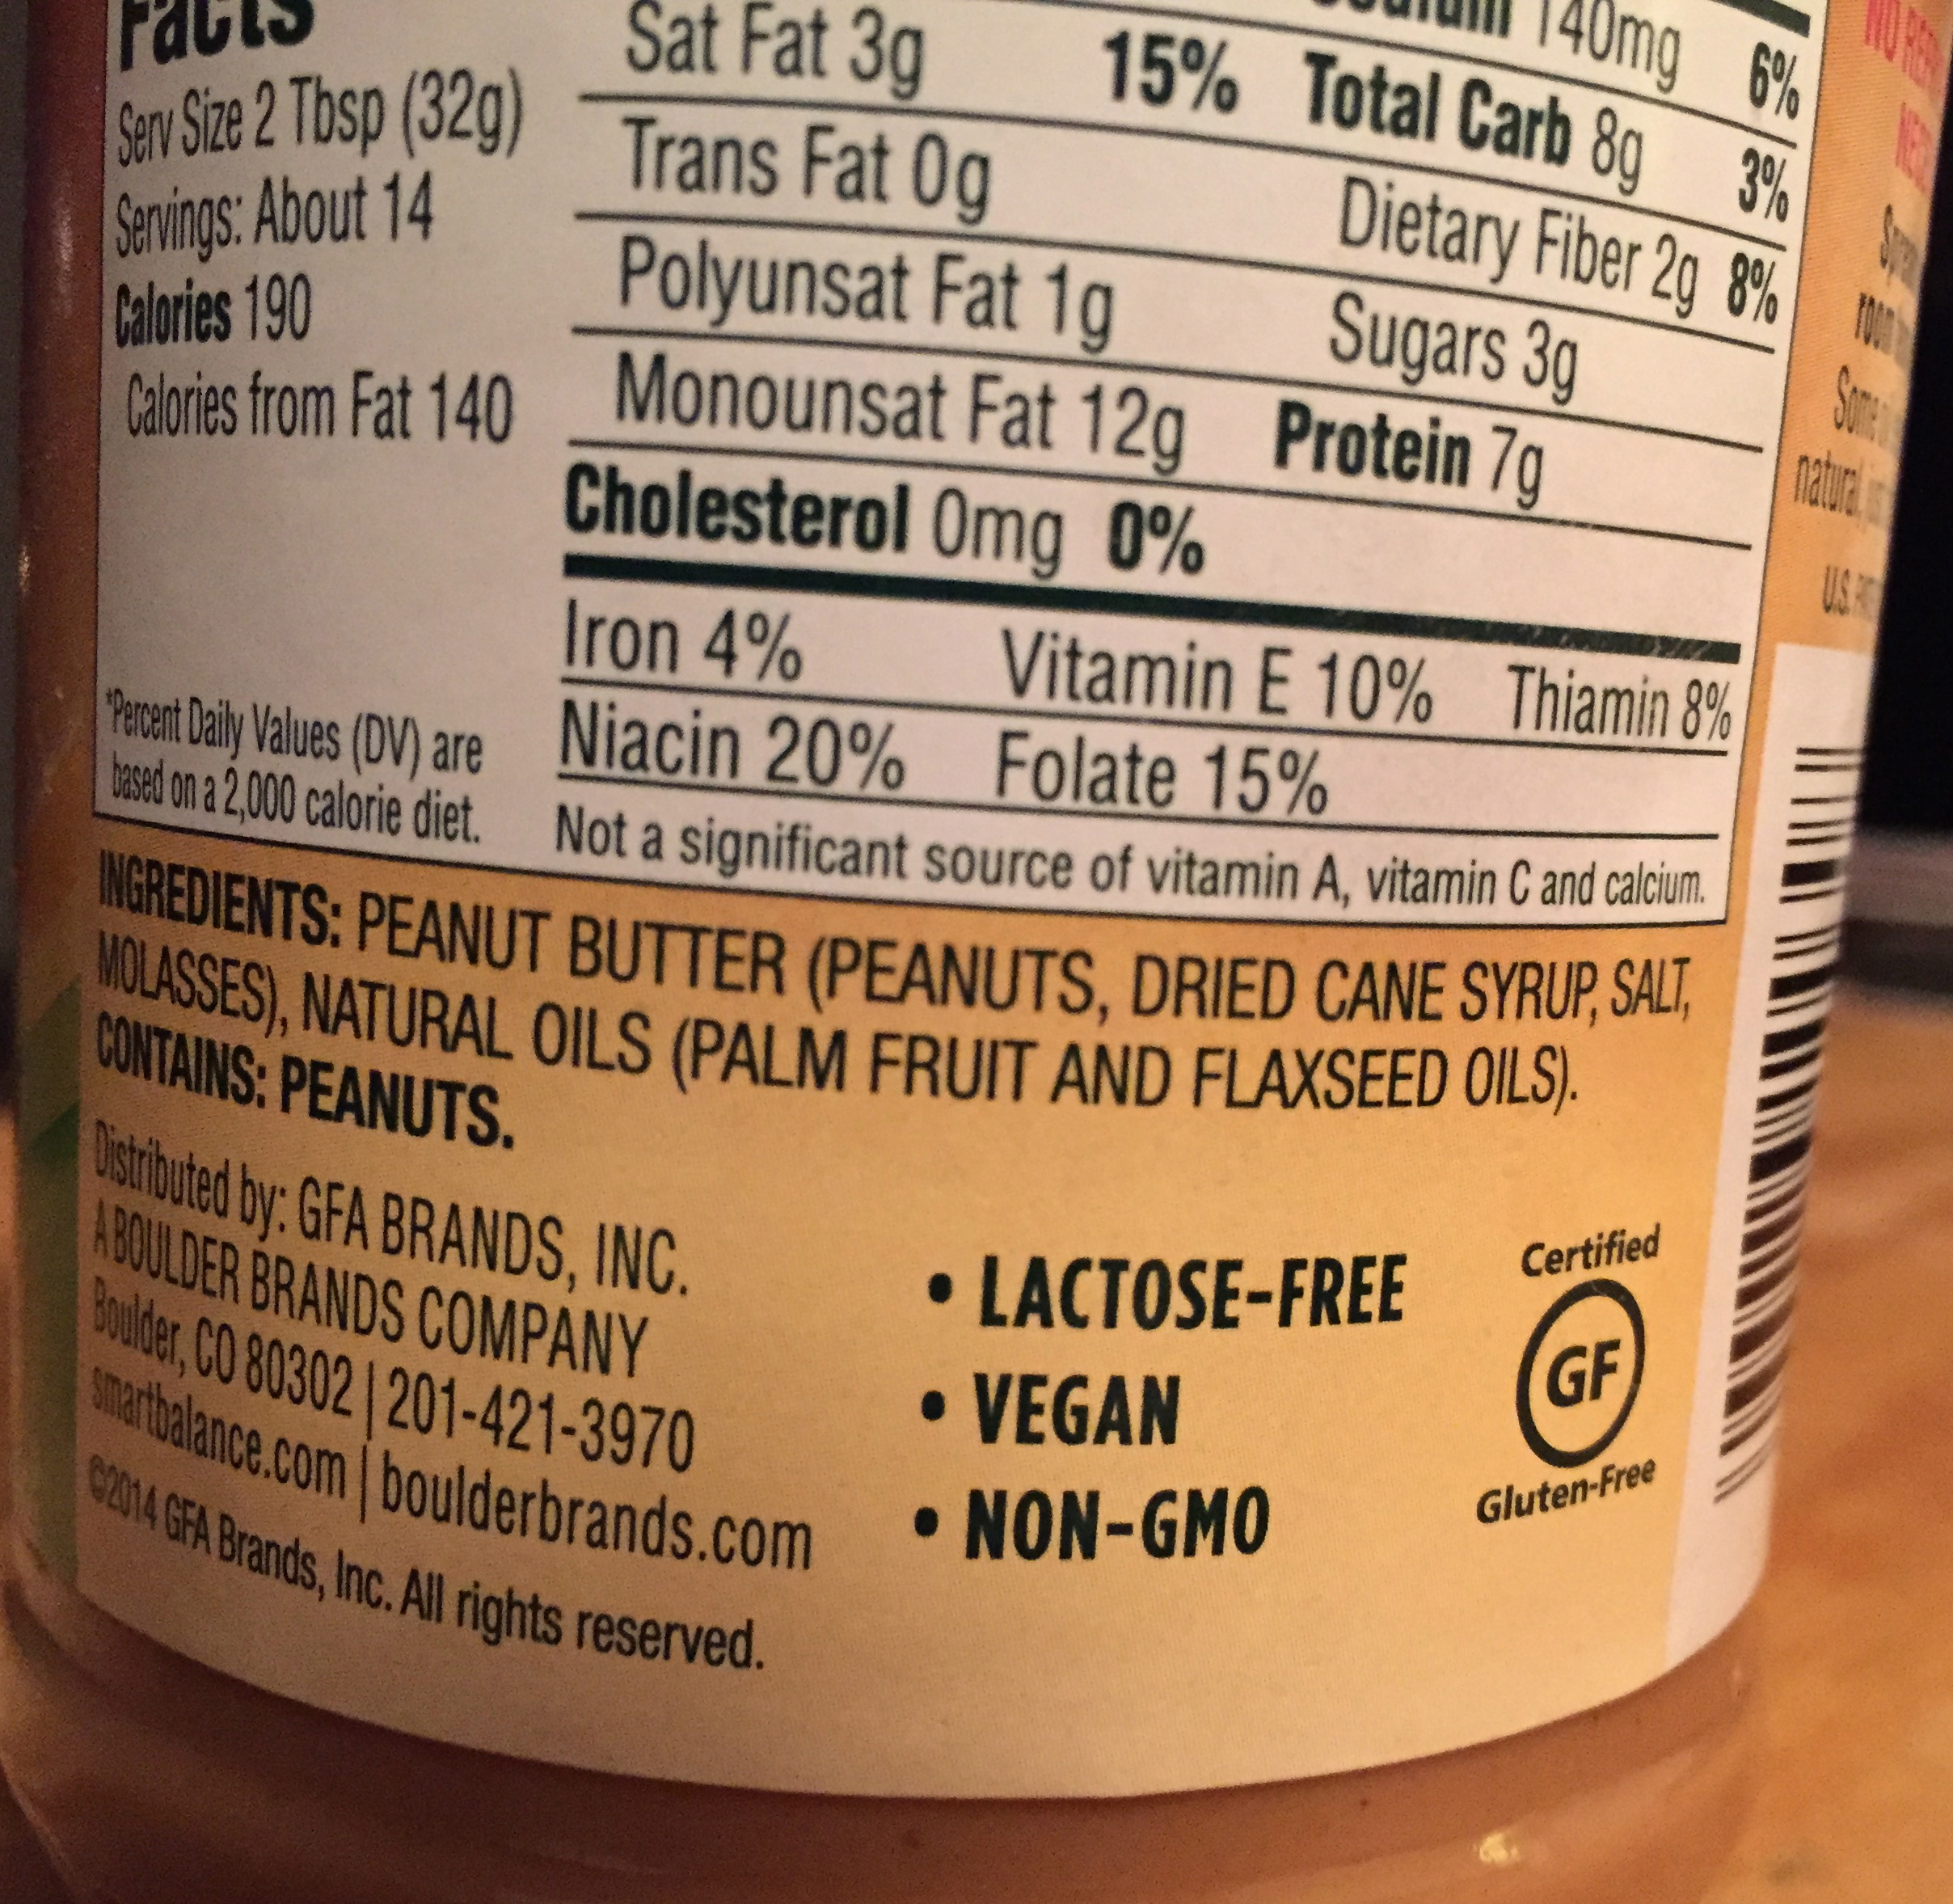 Facts
Serv Size 2 Tbsp (32g)
Servings: About 14
Calories 190
Calories from Fat 140
*Percent Daily Values (DV) are
based on a 2,000 calorie diet.
Sat Fat 3g 15%
Trans Fat 0g
Polyunsat Fat 1g
Monounsat Fat 12g
Cholesterol 0mg 0%
Sodium 140mg 6%
Total Carb 8g 3%
Dietary Fiber 2g 8%
Sugars 3g
Protein 7g
Iron 4% Vitamin E 10% Thiamin 8%
Niacin 20% Folate 15%
Not a significant source of vitamin A, vitamin C and calcium.
INGREDIENTS: PEANUT BUTTER (PEANUTS, DRIED CANE SYRUP, SALT,
MOLASSES), NATURAL OILS (PALM FRUIT AND FLAXSEED OILS).
CONTAINS: PEANUTS.
Distributed by: GFA BRANDS, INC.
A BOULDER BRANDS COMPANY
Boulder, CO 80302 | 201-421-3970
smartbalance.com | boulderbrands.com
©2014 GFA Brands, Inc. All rights reserved.
• LACTOSE-FREE
• VEGAN
• NON-GMO
Certified
GF
Gluten-Free
NO
room
Some
natural
U.S.